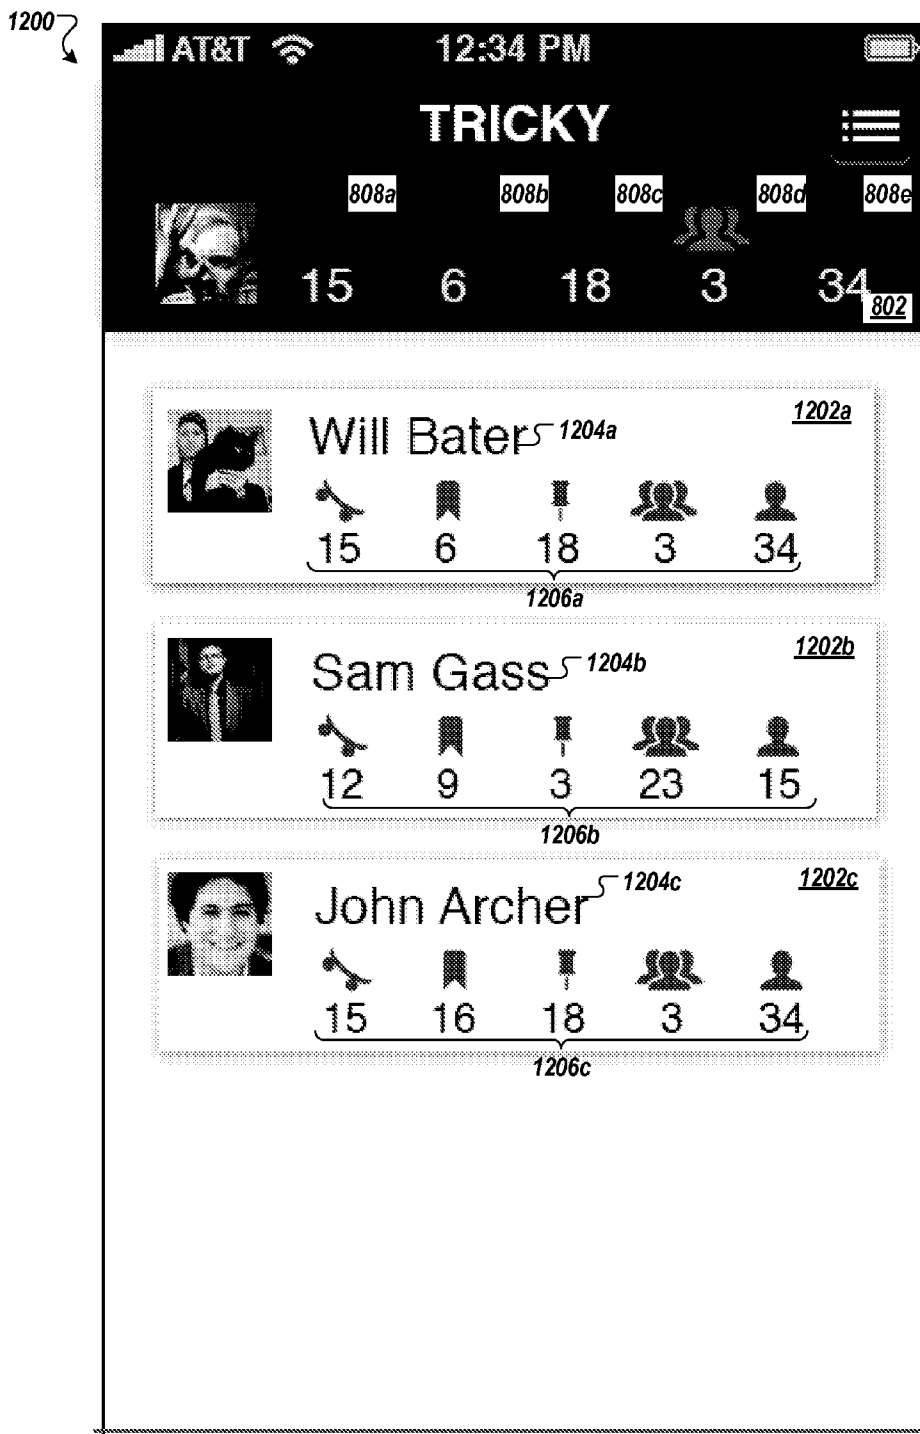 1200
AT&T 12:34 PM
TRICKY
808a 808b 808c 808d 808e
15 6 18 3 34
802
1202a
Will Bater 1204a
15 6 18 3 34
1206a
1202b
Sam Gass 1204b
12 9 3 23 15
1206b
1202c
John Archer 1204c
15 16 18 3 34
1206c